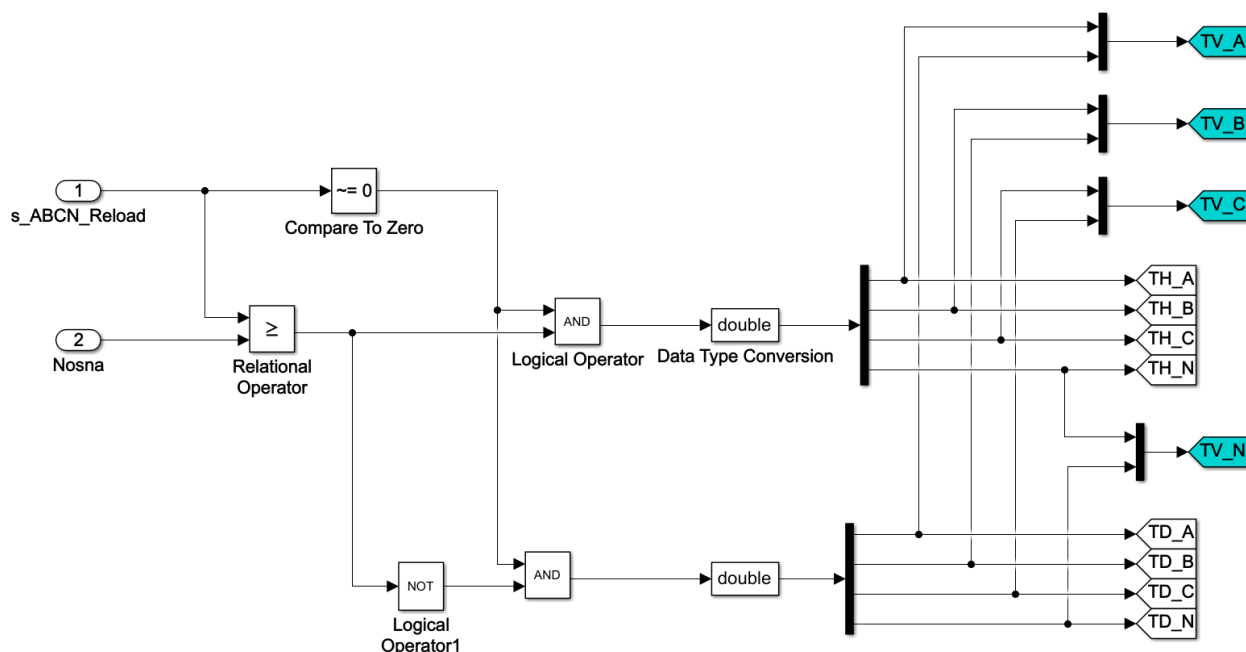 TV_A
TV_B
TV_C
1
s_ABCN_Reload
~= 0
Compare To Zero
2
Nosna
≥
Relational
Operator
AND
Logical Operator
double
Data Type Conversion
TH_A
TH_B
TH_C
TH_N
TV_N
NOT
Logical
Operator1
AND
double
TD_A
TD_B
TD_C
TD_N